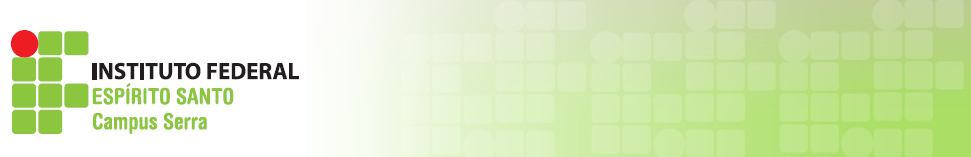 INSTITUTO FEDERAL
ESPÍRITO SANTO
Campus Serra